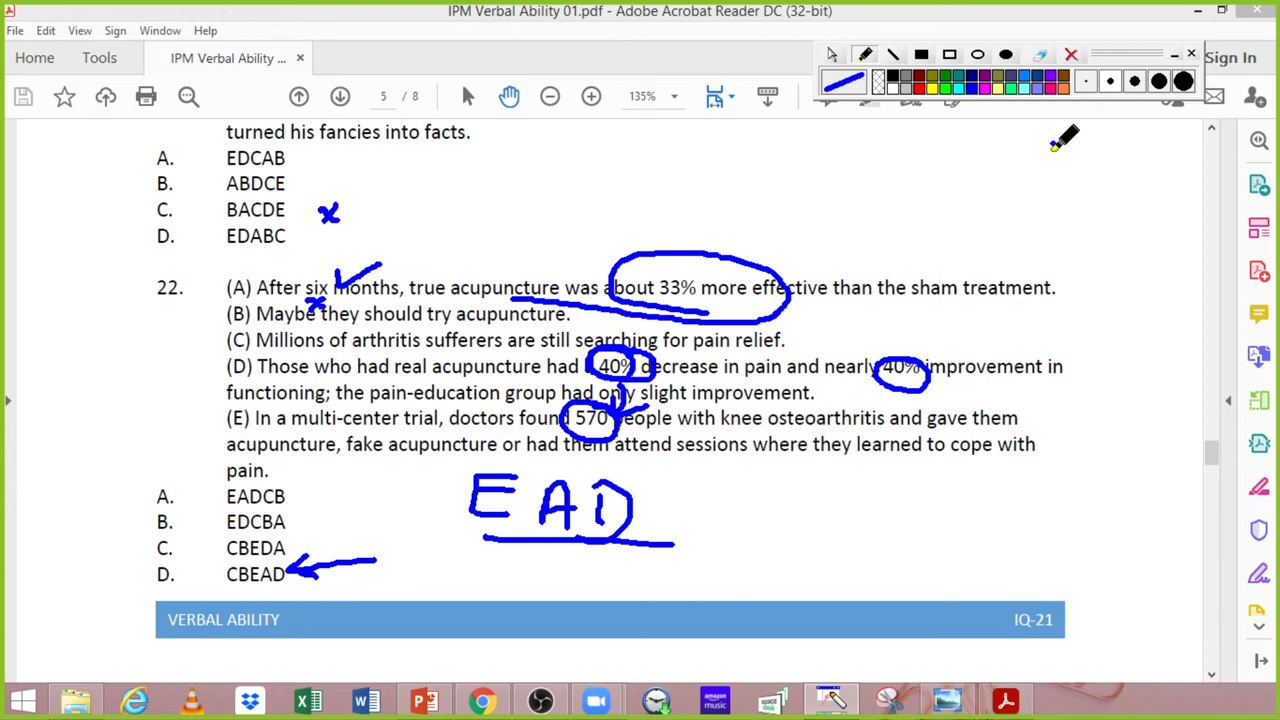 IPM Verbal Ability 01.pdf - Adobe Acrobat Reader DC (32-bit)
File Edit View Sign Window Help
Home Tools IPM Verbal Ability ... × Sign In
5 / 8 135%
turned his fancies into facts.
A. EDCAB
B. ABDCE
C. BACDE x
D. EDABC
22. (A) After six months, true acupuncture was about 33% more effective than the sham treatment.
(B) Maybe they should try acupuncture.
(C) Millions of arthritis sufferers are still searching for pain relief.
(D) Those who had real acupuncture had 40% decrease in pain and nearly 40% improvement in
functioning; the pain-education group had only slight improvement.
(E) In a multi-center trial, doctors found 570 people with knee osteoarthritis and gave them
acupuncture, fake acupuncture or had them attend sessions where they learned to cope with
pain.
E A D
A. EADCB
B. EDCBA
C. CBEDA
D. CBEAD
VERBAL ABILITY IQ-21
amazon music